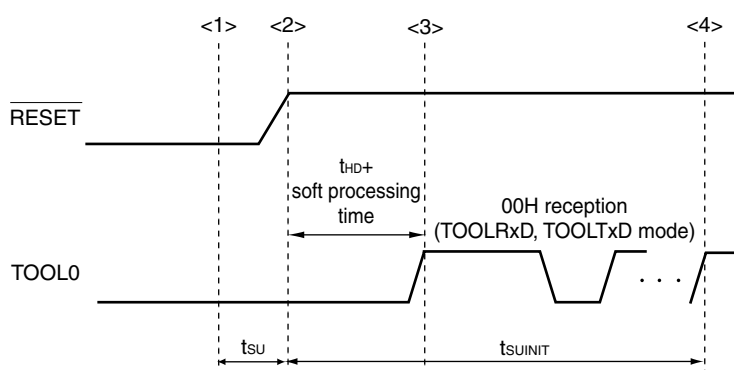 <1> <2> <3> <4>
RESET
tHD+
soft processing
time
00H reception
(TOOLRxD, TOOLTxD mode)
TOOL0
. . .
tSU
tSUINIT